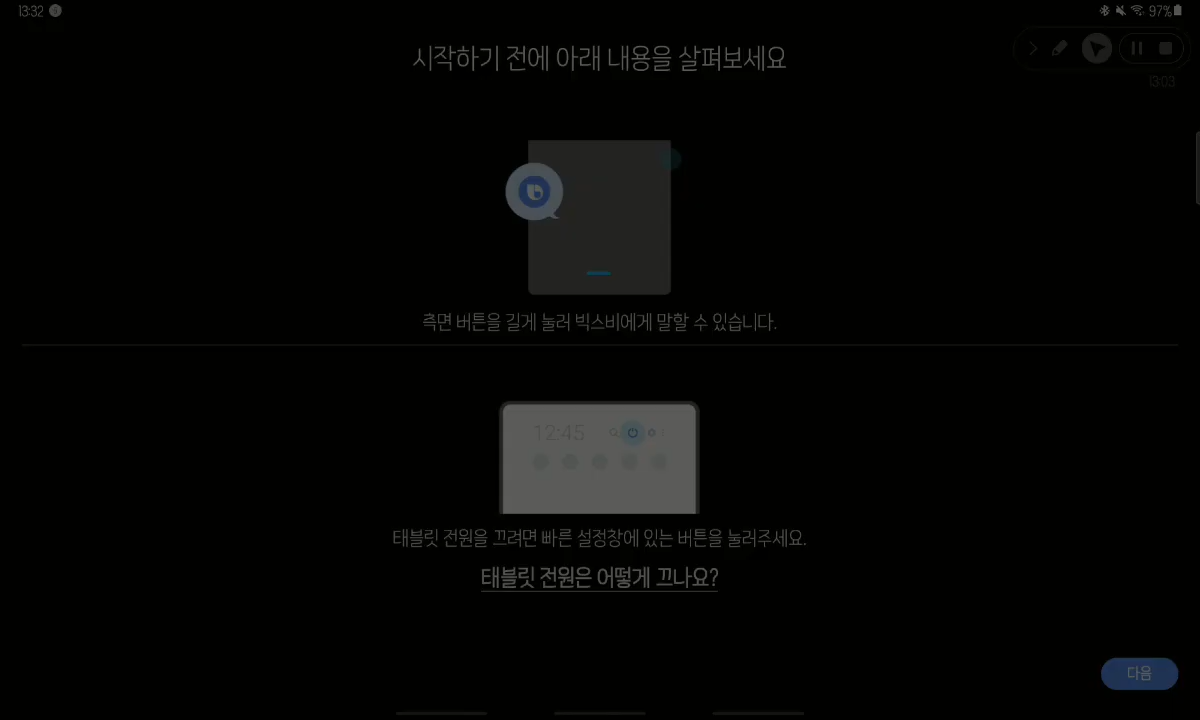 13:32
97%
시작하기 전에 아래 내용을 살펴보세요
13:03
측면 버튼을 길게 눌러 빅스비에게 말할 수 있습니다.
12:45
태블릿 전원을 끄려면 빠른 설정창에 있는 버튼을 눌러주세요.
태블릿 전원은 어떻게 끄나요?
다음